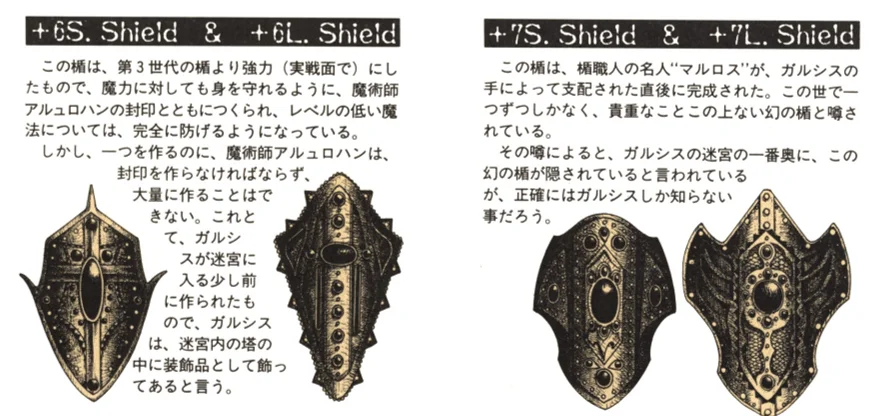 +6S. Shield & +6L. Shield
この楯は、第3世代の楯より強力（実戦面で）にし
たもので、魔力に対しても身を守れるように、魔術師
アルュロハンの封印とともにつくられ、レベルの低い魔
法については、完全に防げるようになっている。
しかし、一つを作るのに、魔術師アルュロハンは、
封印を作らなければならず、
大量に作ることはで
きない。これと
て、ガルシ
スが迷宮に
入る少し前
に作られたも
ので、ガルシス
は、迷宮内の塔の
中に装飾品として飾っ
てあると言う。
+7S. Shield & +7L. Shield
この楯は、楯職人の名人“マルロス”が、ガルシスの
手によって支配された直後に完成された。この世で一
つずつしかなく、貴重なことこの上ない幻の楯と噂さ
れている。
その噂によると、ガルシスの迷宮の一番奥に、この
幻の楯が隠されていると言われている
が、正確にはガルシスしか知らない
事だろう。